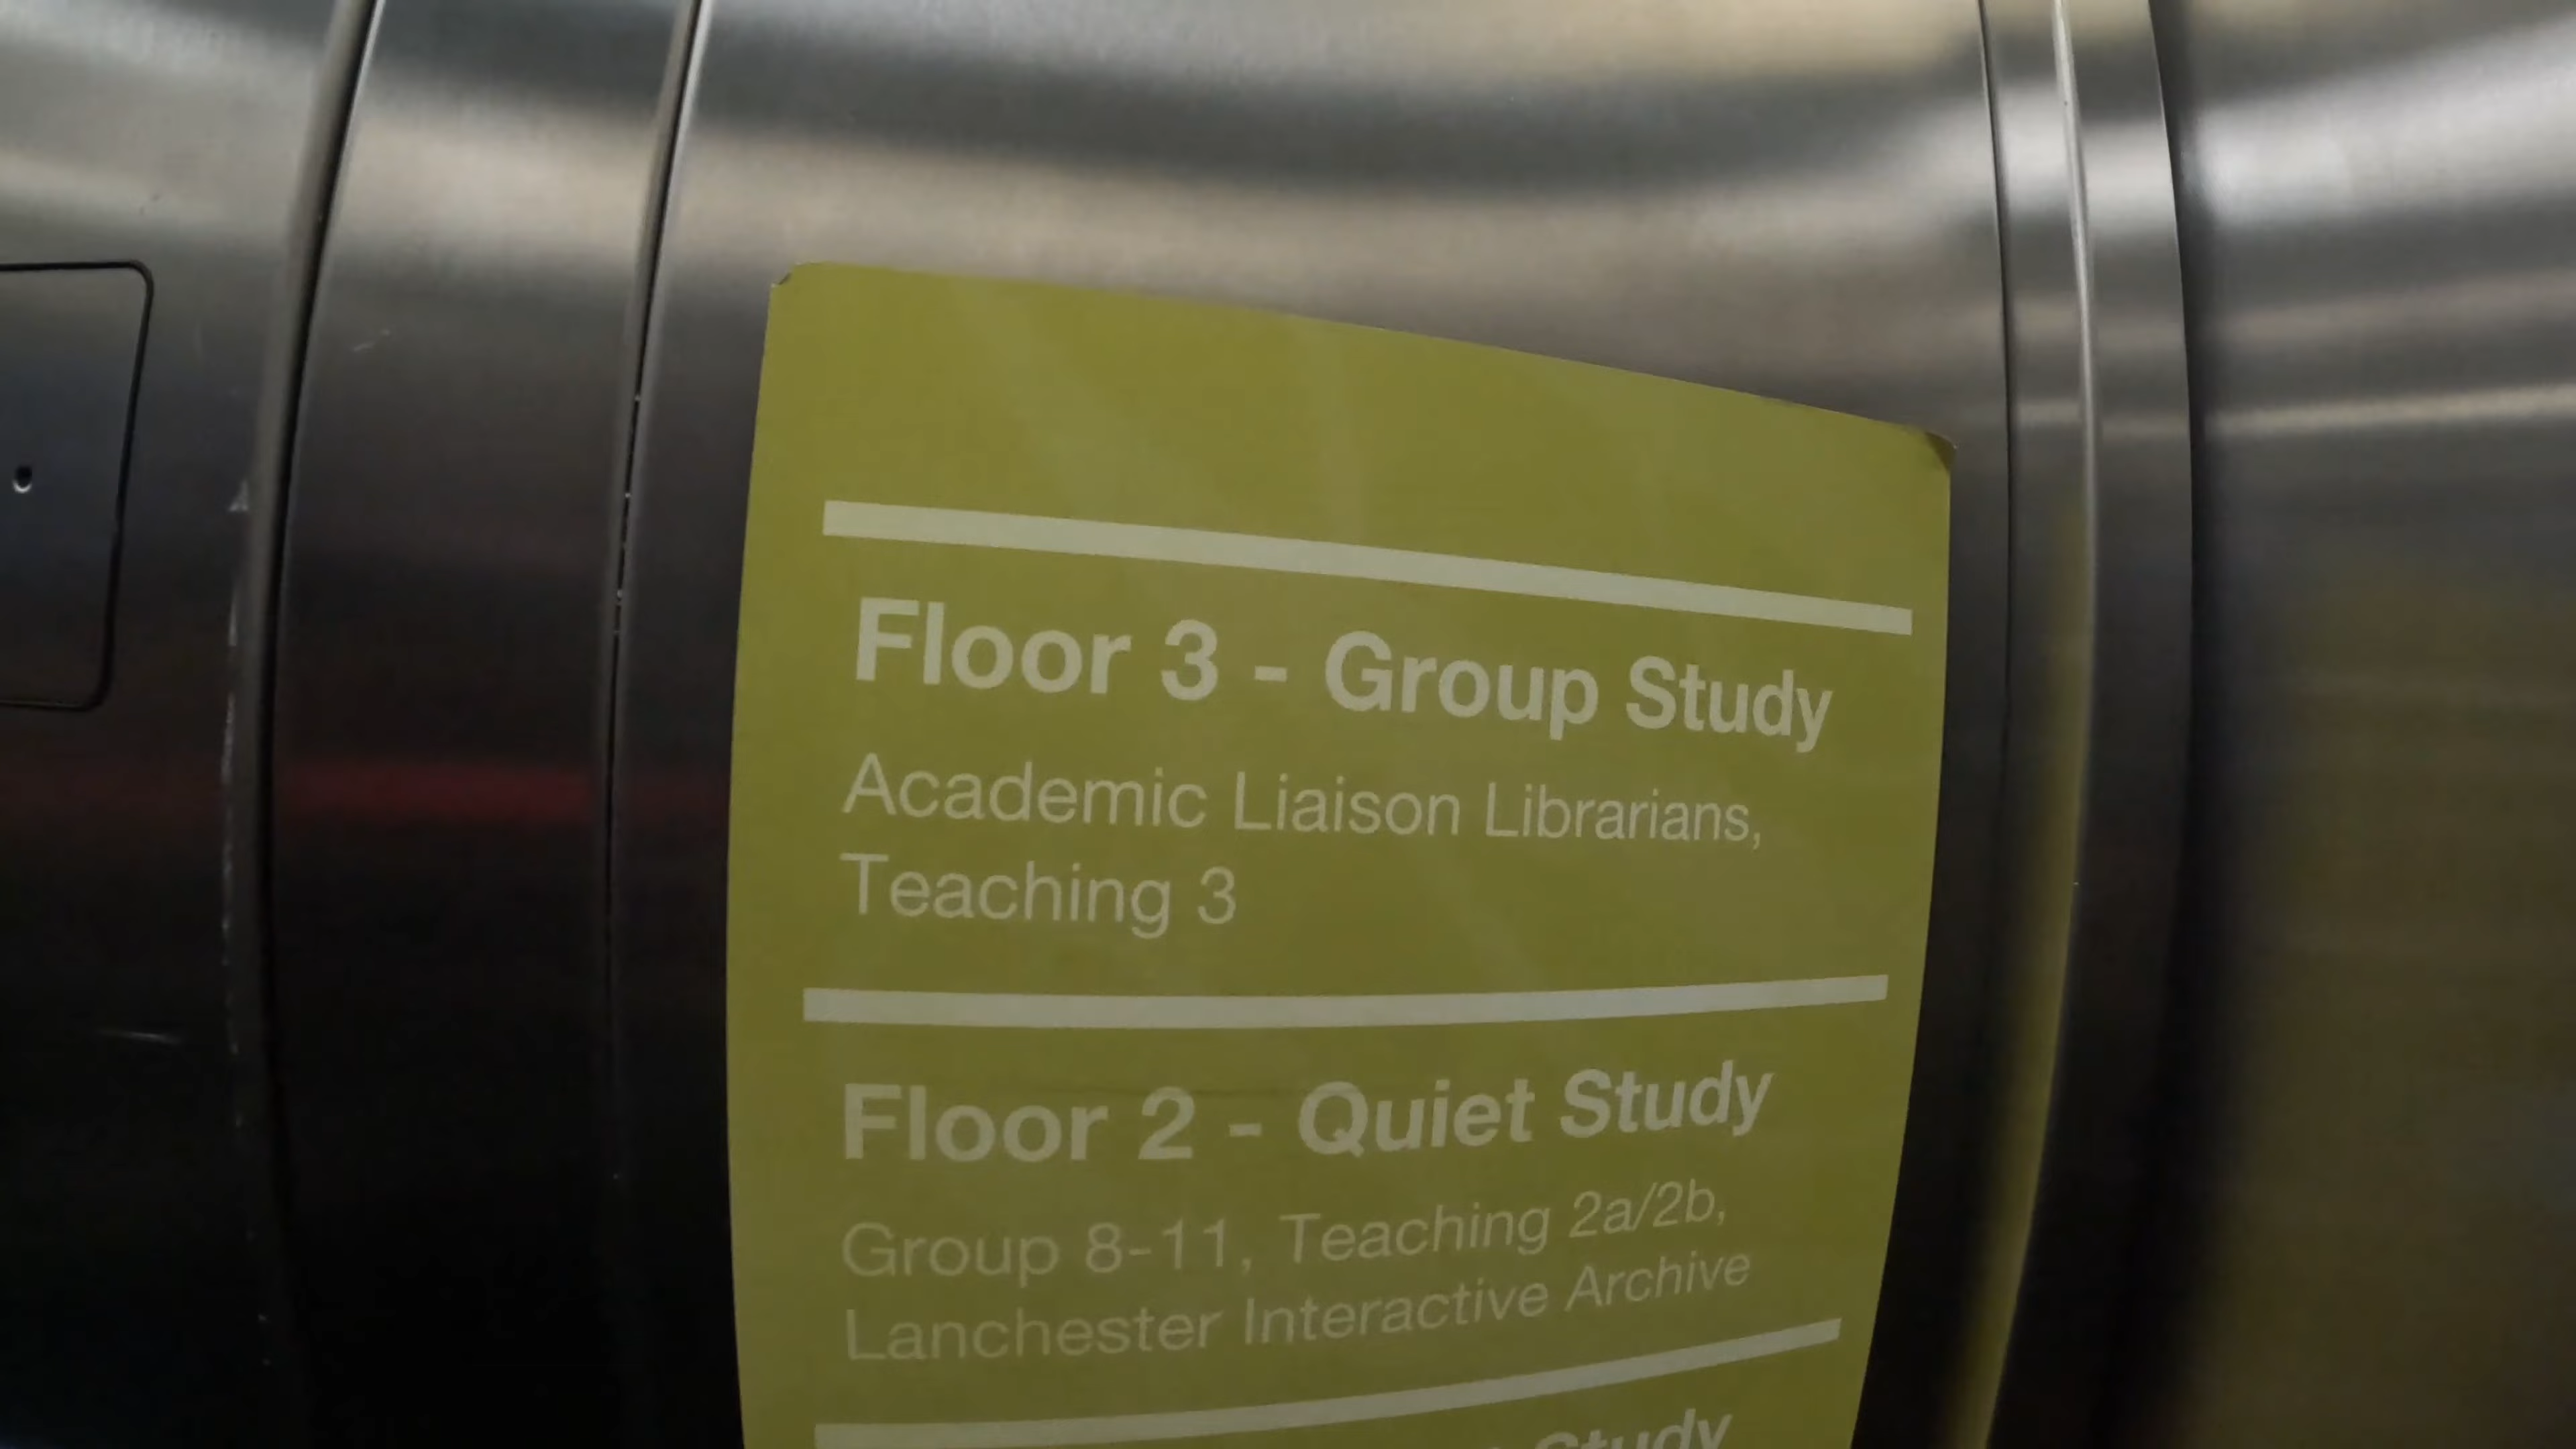 Floor 3 - Group Study
Academic Liaison Librarians,
Teaching 3
Floor 2 - Quiet Study
Group 8-11, Teaching 2a/2b,
Lanchester Interactive Archive
Study